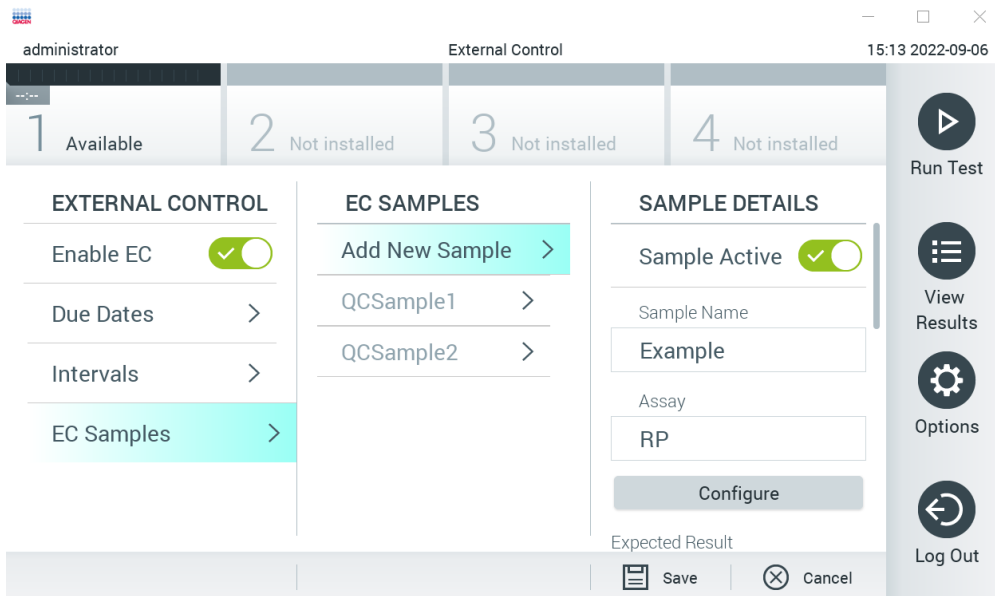 QIAGEN
administrator
External Control
15:13 2022-09-06
--:--
1 Available
2 Not installed
3 Not installed
4 Not installed
Run Test
View
Results
Options
Log Out
EXTERNAL CONTROL
Enable EC
Due Dates
Intervals
EC Samples
EC SAMPLES
Add New Sample
QCSample1
QCSample2
SAMPLE DETAILS
Sample Active
Sample Name
Example
Assay
RP
Configure
Expected Result
Save
Cancel